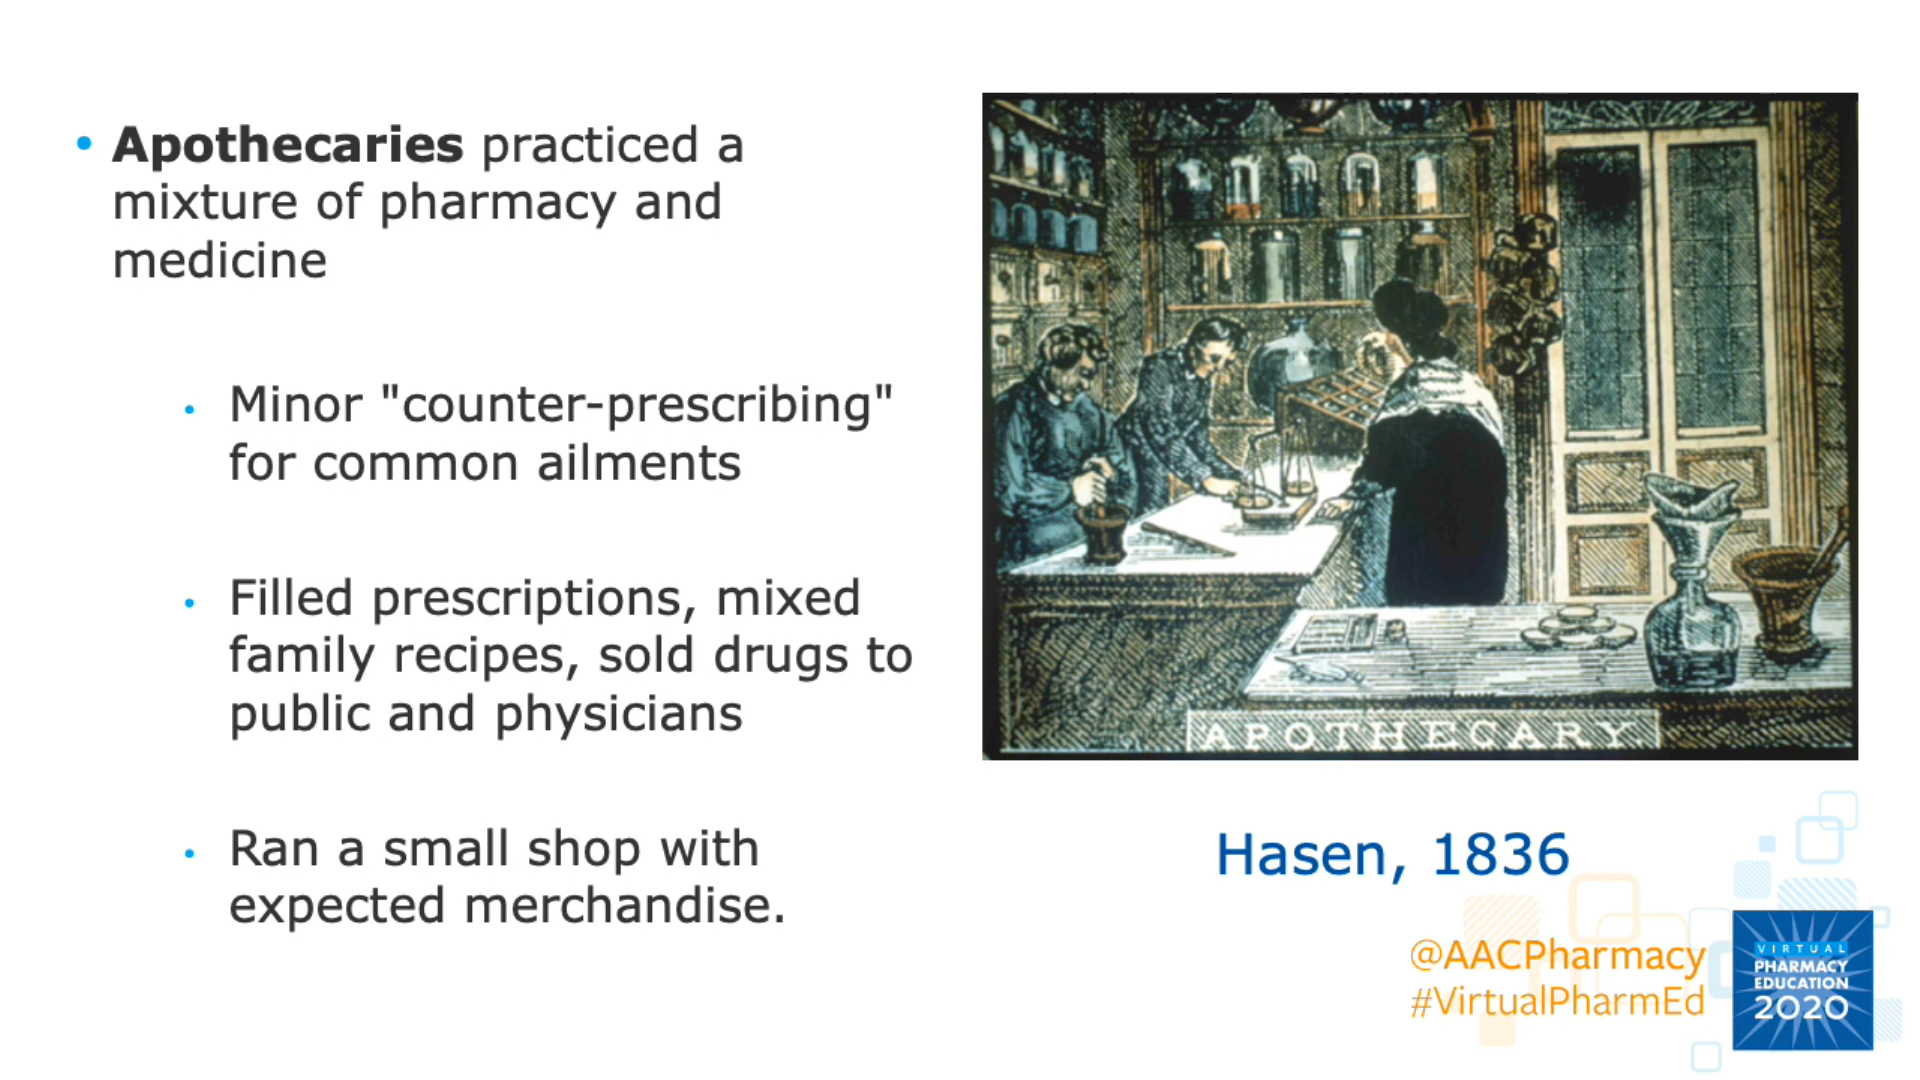 • Apothecaries practiced a
mixture of pharmacy and
medicine
• Minor "counter-prescribing"
for common ailments
• Filled prescriptions, mixed
family recipes, sold drugs to
public and physicians
• Ran a small shop with
expected merchandise.
APOTHECARY.
Hasen, 1836
@AACPharmacy
#VirtualPharmEd
VIRTUAL
PHARMACY
EDUCATION
2020